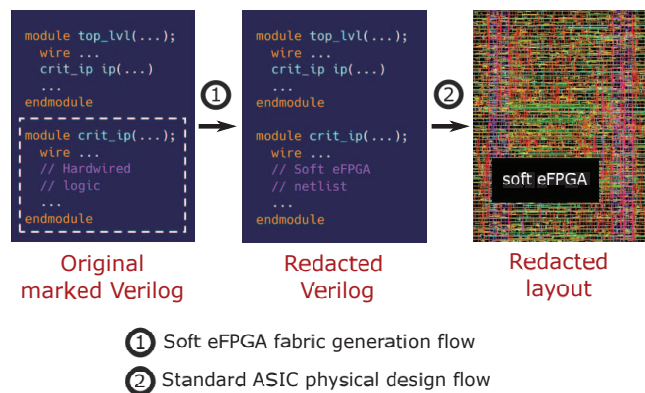 module top_lvl(...);
wire ...
crit_ip ip(...)
...
endmodule
module crit_ip(...);
wire ...
// Hardwired
// logic
...
endmodule
1
module top_lvl(...);
wire ...
crit_ip ip(...)
...
endmodule
module crit_ip(...);
wire ...
// Soft eFPGA
// netlist
...
endmodule
2
soft eFPGA
Original
marked Verilog
Redacted
Verilog
Redacted
layout
1 Soft eFPGA fabric generation flow
2 Standard ASIC physical design flow